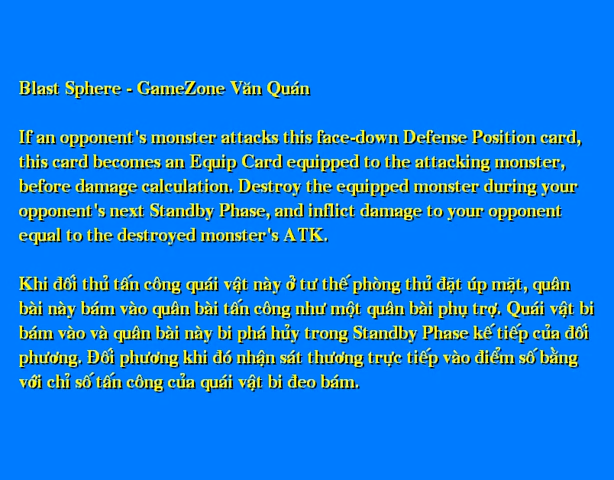 Blast Sphere - GameZone Văn Quán
If an opponent's monster attacks this face-down Defense Position card,
this card becomes an Equip Card equipped to the attacking monster,
before damage calculation. Destroy the equipped monster during your
opponent's next Standby Phase, and inflict damage to your opponent
equal to the destroyed monster's ATK.
Khi đối thủ tấn công quái vật này ở tư thế phòng thủ đặt úp mặt, quân
bài này bám vào quân bài tấn công như một quân bài phụ trợ. Quái vật bi
bám vào và quân bài này bi phá hủy trong Standby Phase kế tiếp của đối
phương. Đối phương khi đó nhận sát thương trực tiếp vào điểm số bằng
với chỉ số tấn công của quái vật bi đeo bám.